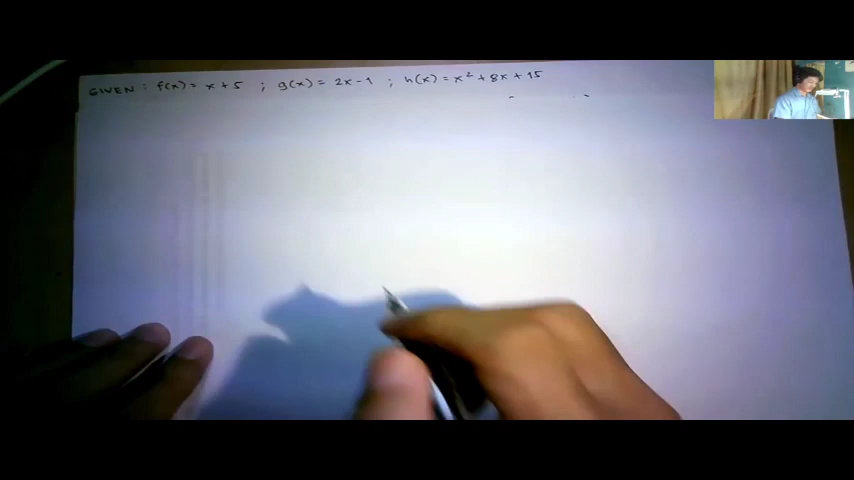 GIVEN : f(x) = x + 5 ; g(x) = 2x - 1 ; h(x) = x² + 8x + 15